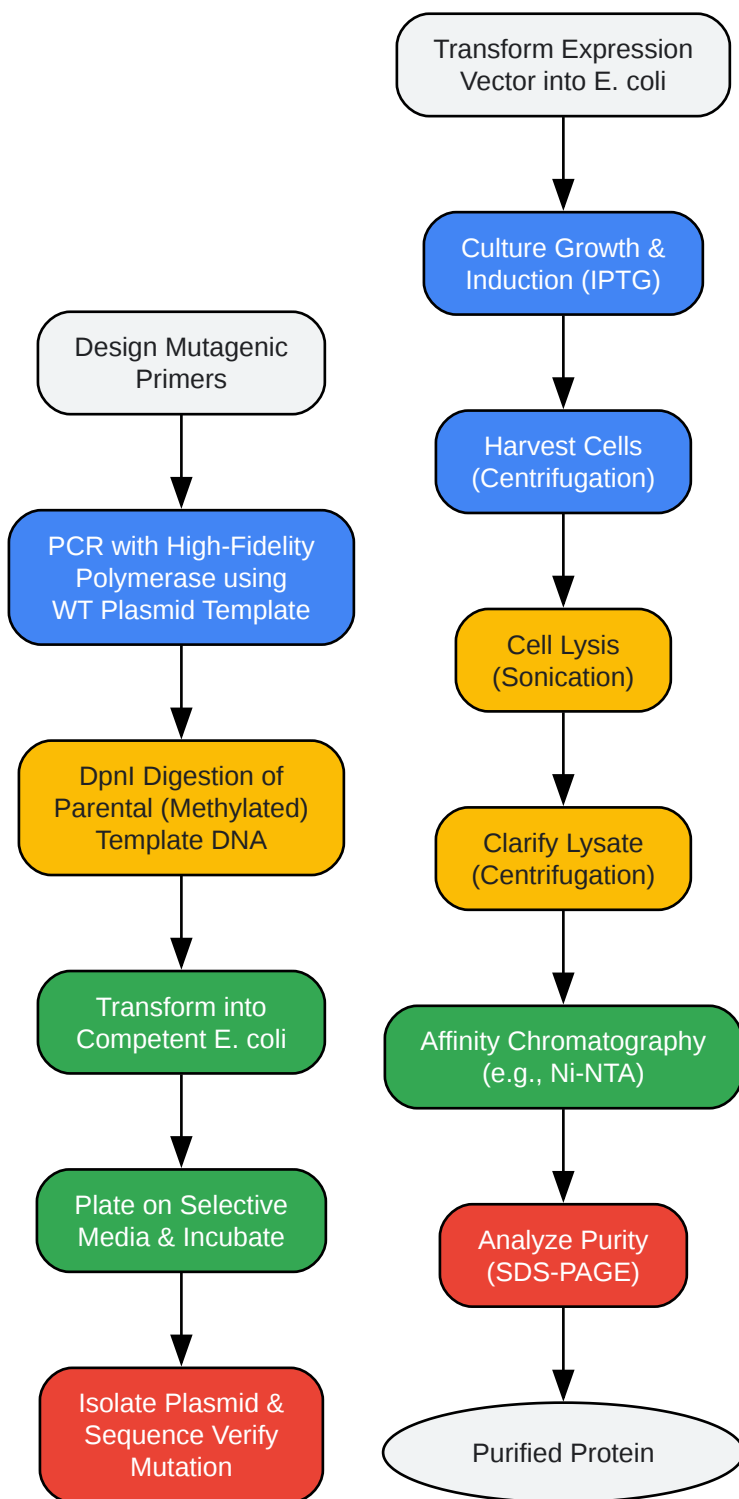 Design Mutagenic
Primers
PCR with High-Fidelity
Polymerase using
WT Plasmid Template
DpnI Digestion of
Parental (Methylated)
Template DNA
Transform into
Competent E. coli
Plate on Selective
Media & Incubate
Isolate Plasmid &
Sequence Verify
Mutation
Transform Expression
Vector into E. coli
Culture Growth &
Induction (IPTG)
Harvest Cells
(Centrifugation)
Cell Lysis
(Sonication)
Clarify Lysate
(Centrifugation)
Affinity Chromatography
(e.g., Ni-NTA)
Analyze Purity
(SDS-PAGE)
Purified Protein